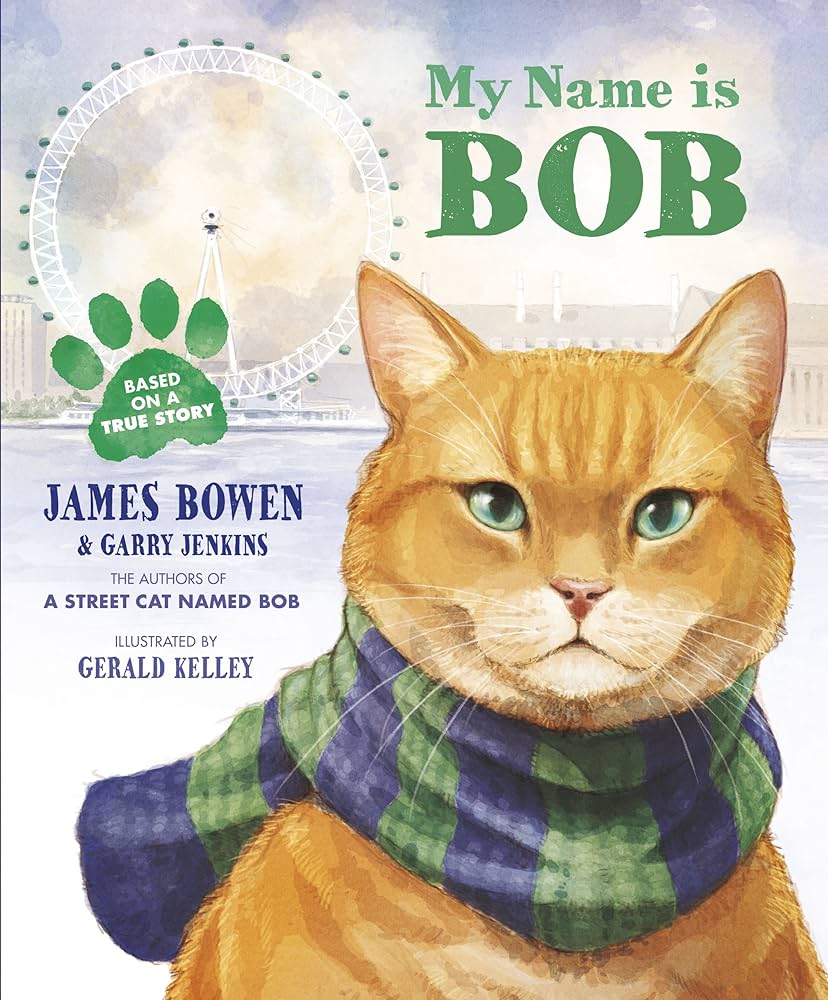 My Name is
BOB
BASED
ON A
TRUE STORY
JAMES BOWEN
& GARRY JENKINS
THE AUTHORS OF
A STREET CAT NAMED BOB
ILLUSTRATED BY
GERALD KELLEY